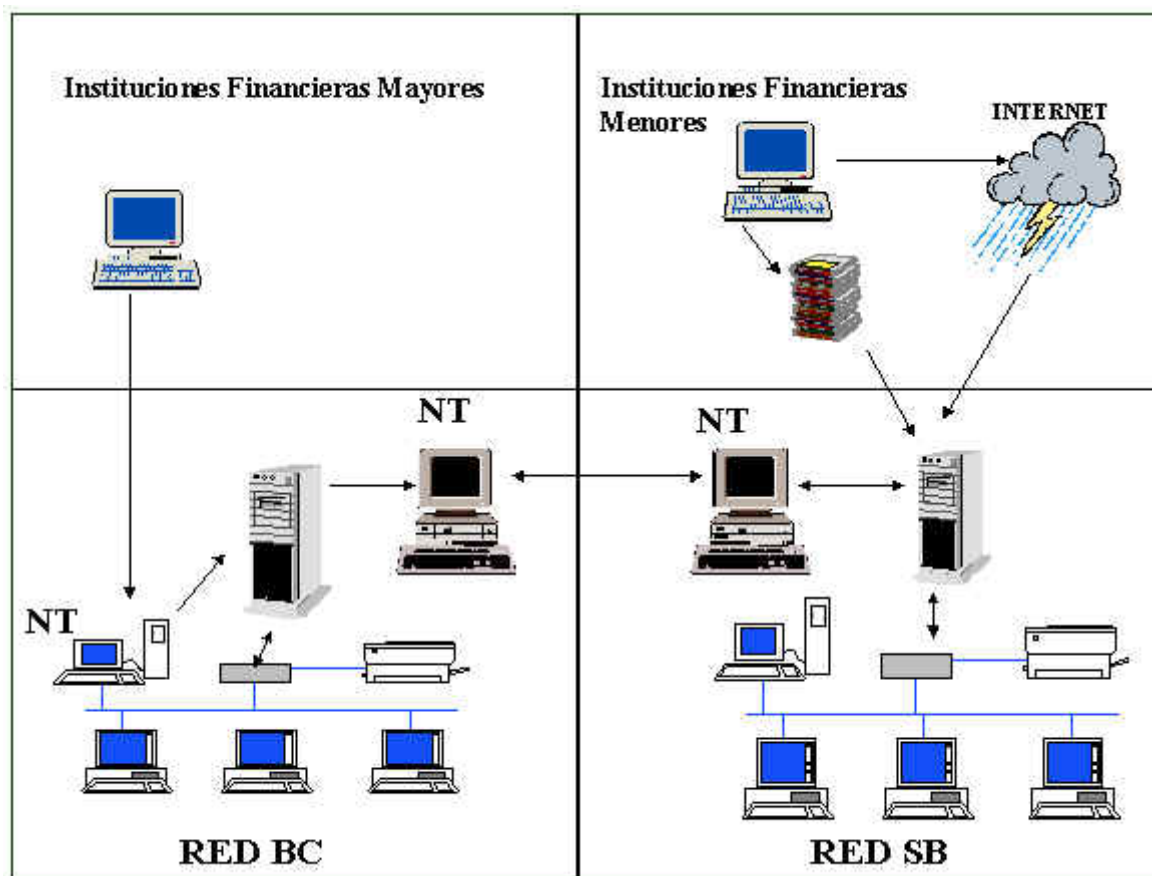 Instituciones Financieras Mayores
Instituciones Financieras
Menores
INTERNET
NT
NT
NT
RED BC
RED SB